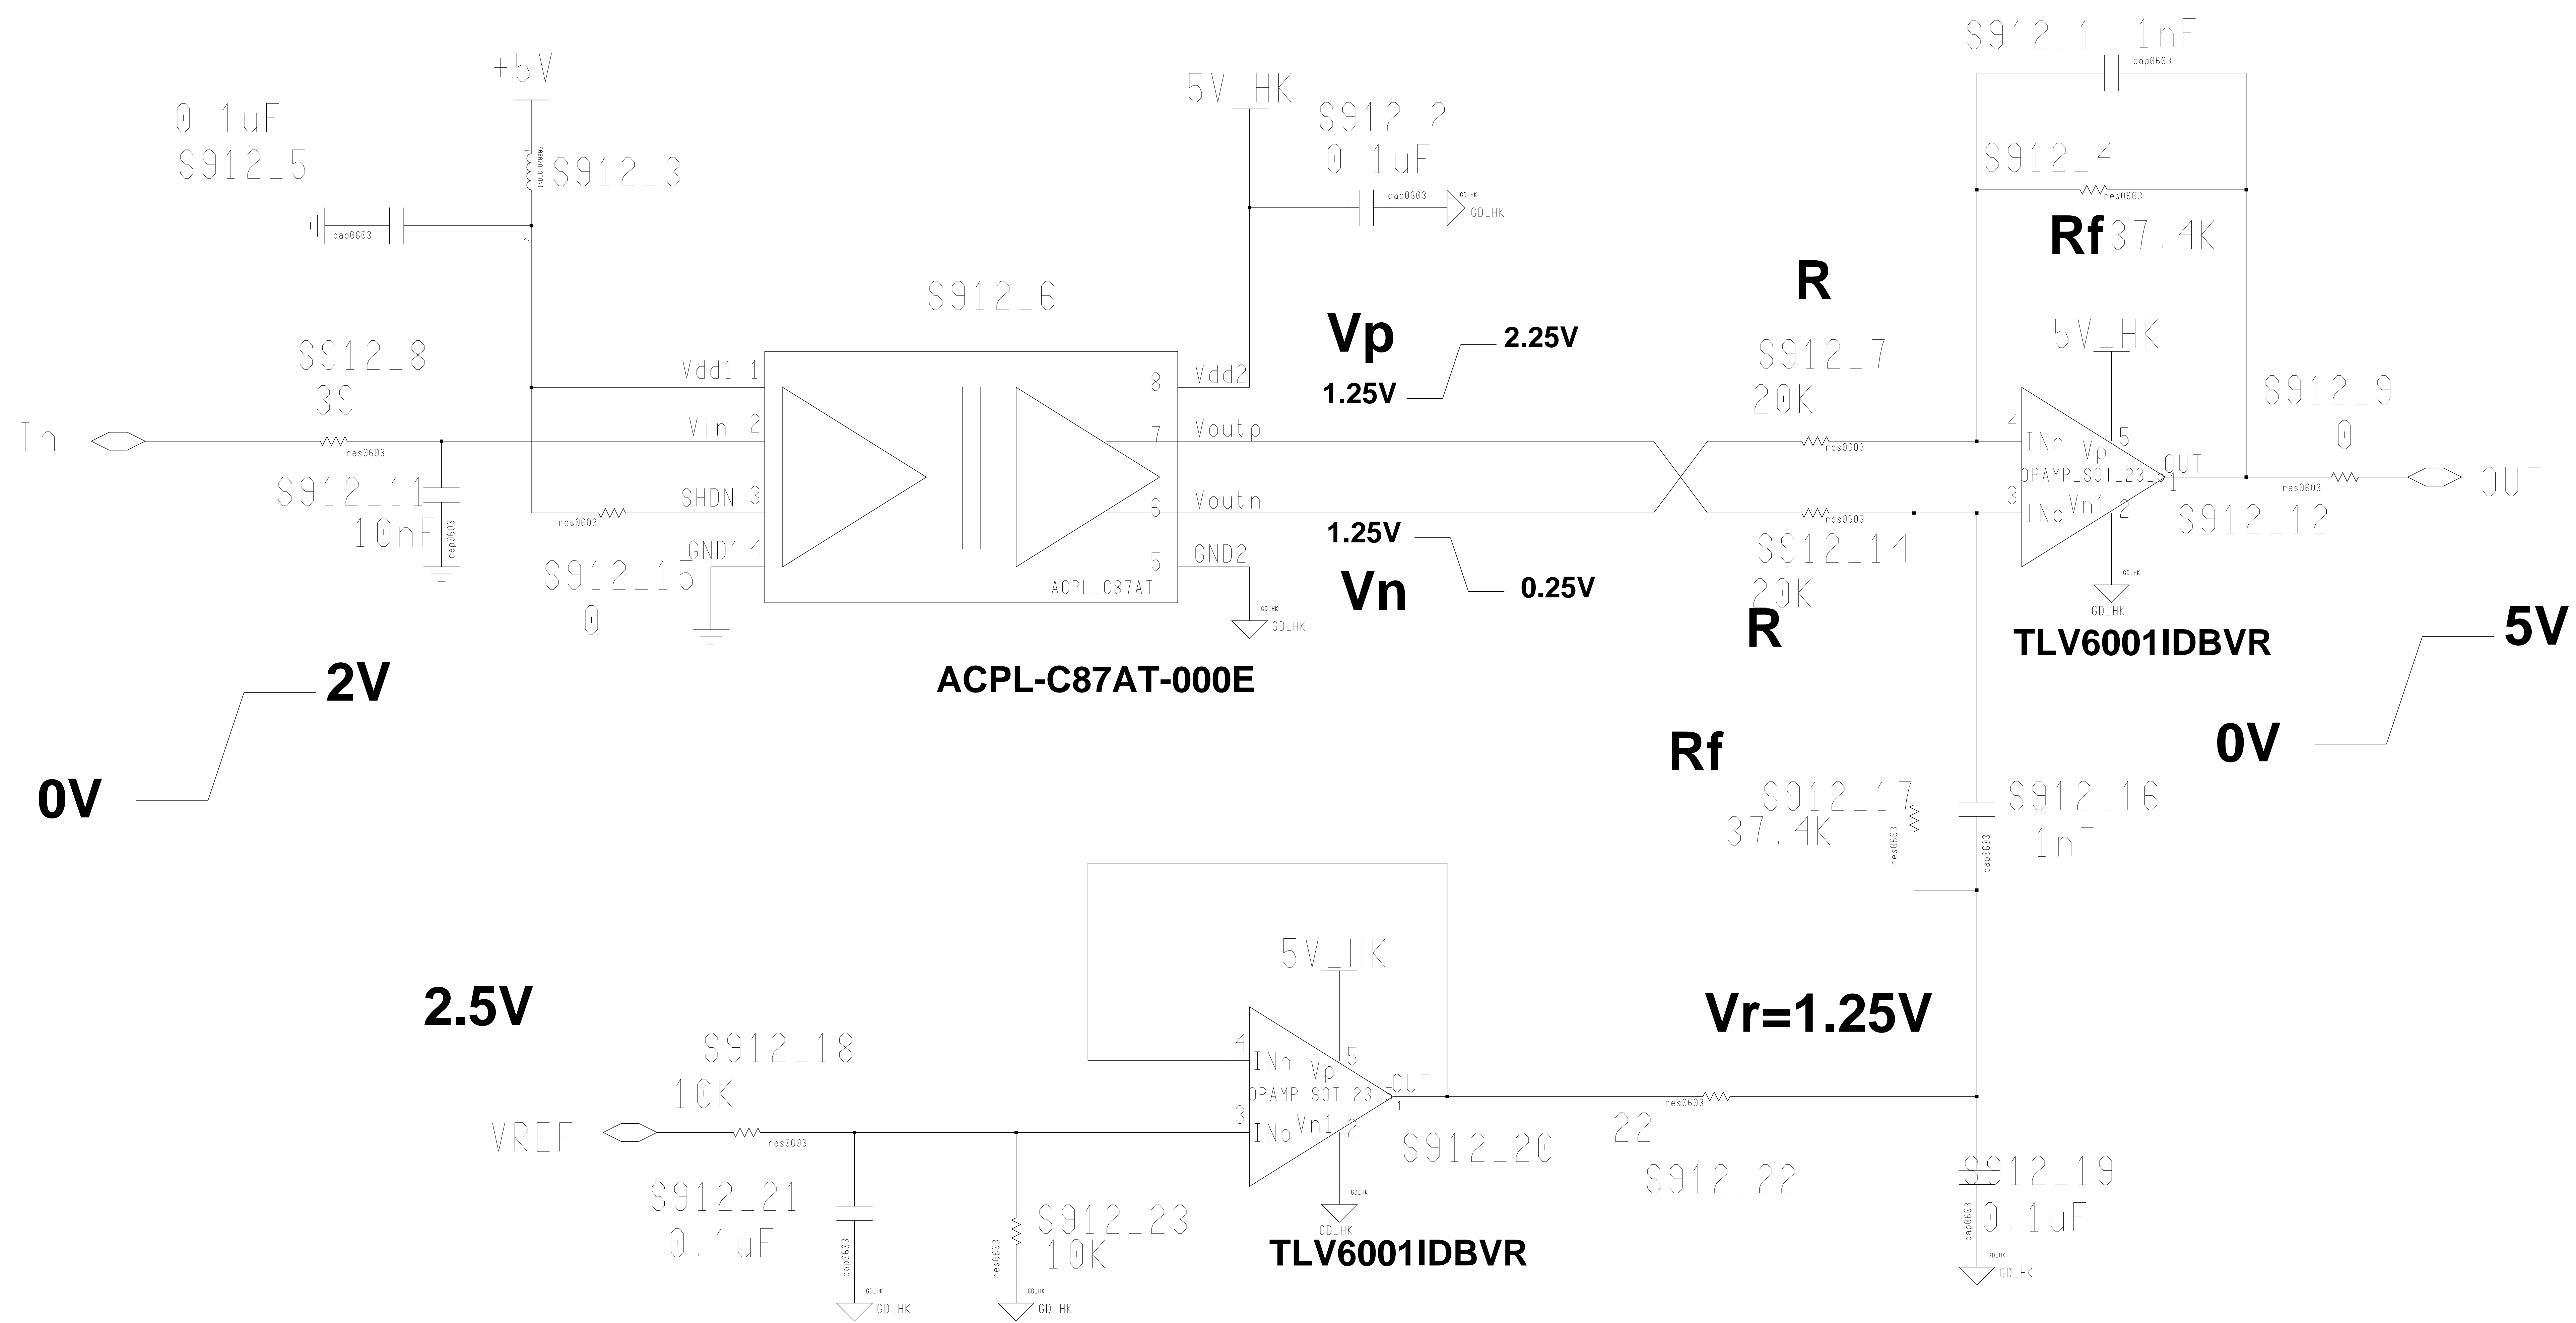 S912_1 1nF
cap0603
+5V
5V_HK
0.1uF
S912_5
S912_2
0.1uF
S912_3
INDUCTOR0805
1
2
cap0603
cap0603
GD_HK
GD_HK
S912_4
res0603
Rf 37.4K
R
S912_6
Vp
2.25V
1.25V
S912_8
39
S912_7
20K
5V_HK
S912_9
0
Vdd1 1
8 Vdd2
In
res0603
Vin 2
7 Voutp
res0603
4
INn
Vp
5
OPAMP_SOT_23_5
OUT
1
res0603
OUT
S912_11
10nF
cap0603
SHDN 3
6 Voutn
res0603
res0603
3
INp
Vn1
2
S912_12
S912_15
0
GND1 4
5 GND2
ACPL_C87AT
1.25V
Vn
0.25V
S912_14
20K
R
GD_HK
GD_HK
GD_HK
GD_HK
TLV6001IDBVR
ACPL-C87AT-000E
2V
0V
5V
0V
Rf
S912_17
37.4K
res0603
S912_16
1nF
cap0603
2.5V
5V_HK
Vr=1.25V
S912_18
10K
4
INn
Vp
5
OPAMP_SOT_23_5
OUT
1
VREF
res0603
3
INp
Vn1
2
S912_20
res0603
22
S912_22
S912_21
0.1uF
cap0603
S912_23
10K
res0603
GD_HK
GD_HK
TLV6001IDBVR
S912_19
0.1uF
cap0603
GD_HK
GD_HK
GD_HK
GD_HK
GD_HK
GD_HK